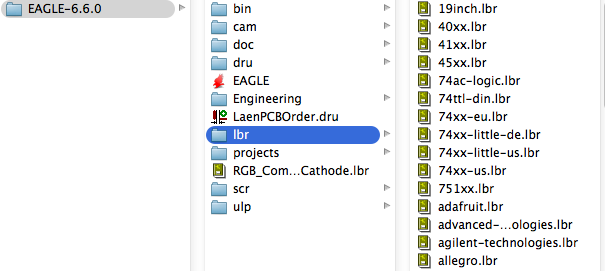 EAGLE-6.6.0
bin
cam
doc
dru
EAGLE
Engineering
LaenPCBOrder.dru
lbr
projects
RGB_Com...Cathode.lbr
scr
ulp
19inch.lbr
40xx.lbr
41xx.lbr
45xx.lbr
74ac-logic.lbr
74ttl-din.lbr
74xx-eu.lbr
74xx-little-de.lbr
74xx-little-us.lbr
74xx-us.lbr
751xx.lbr
adafruit.lbr
advanced-...ologies.lbr
agilent-technologies.lbr
allegro.lbr